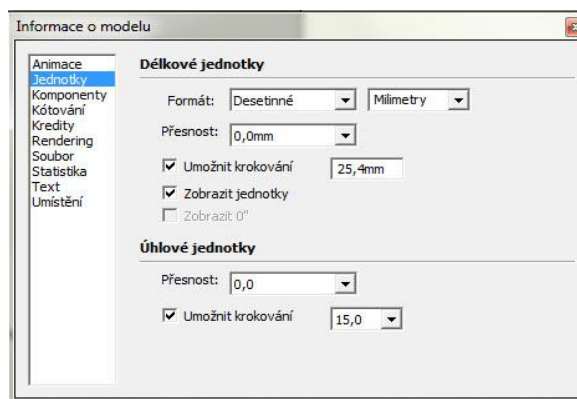 Informace o modelu
Animace
Jednotky
Komponenty
Kótování
Kredity
Rendering
Soubor
Statistika
Text
Umístění
Délkové jednotky
Formát: Desetinné Milimetry
Přesnost: 0,0mm
Umožnit krokování 25,4mm
Zobrazit jednotky
Zobrazit 0"
Úhlové jednotky
Přesnost: 0,0
Umožnit krokování 15,0